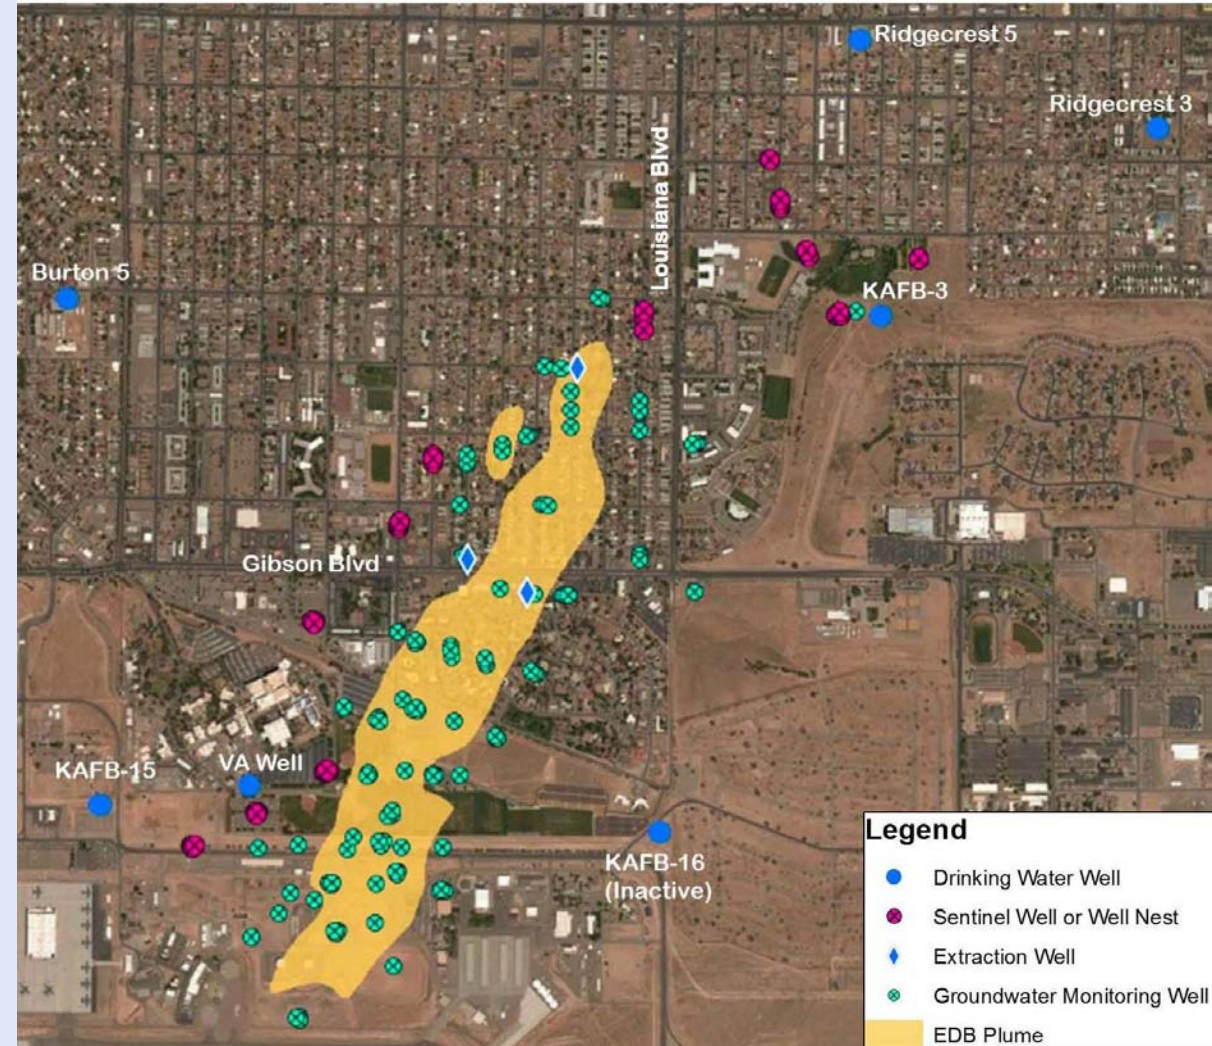 Ridgecrest 5
Ridgecrest 3
Louisiana Blvd
Burton 5
KAFB-3
Gibson Blvd
KAFB-15
VA Well
KAFB-16
(Inactive)
Legend
Drinking Water Well
Sentinel Well or Well Nest
Extraction Well
Groundwater Monitoring Well
EDB Plume